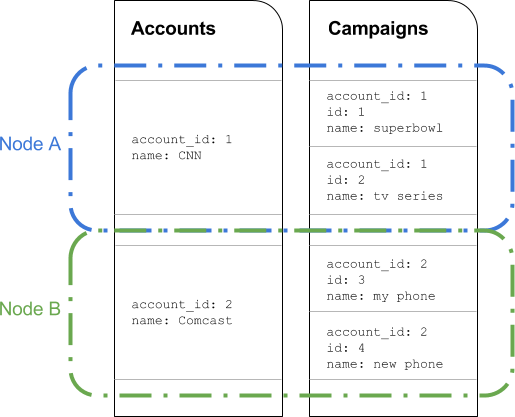 Accounts
Campaigns
Node A
account_id: 1
name: CNN
account_id: 1
id: 1
name: superbowl
account_id: 1
id: 2
name: tv series
Node B
account_id: 2
name: Comcast
account_id: 2
id: 3
name: my phone
account_id: 2
id: 4
name: new phone